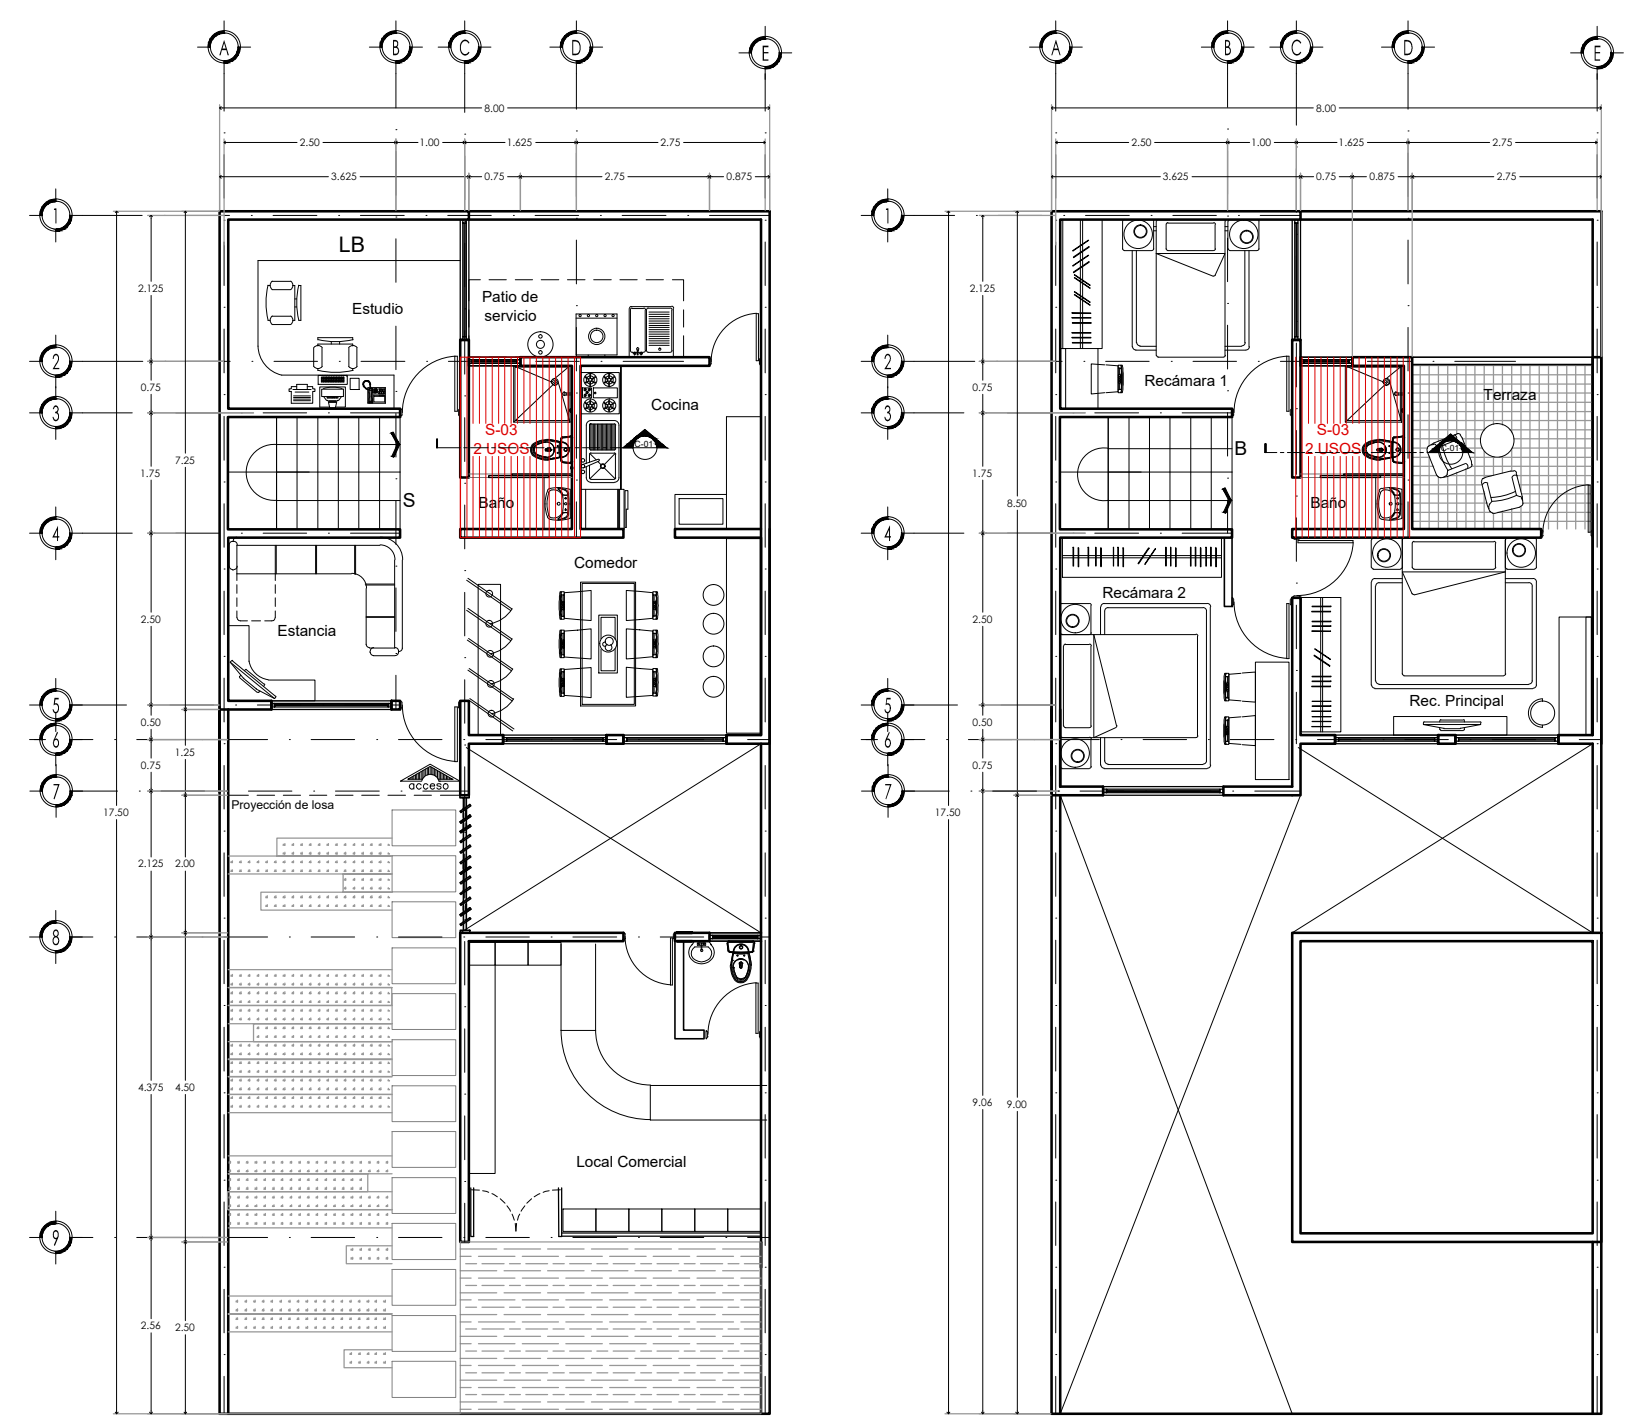 A B C D E
8.00
2.50 1.00 1.625 2.75
3.625 0.75 2.75 0.875
1
2
3
4
5
6
7
8
9
2.125
0.75
1.75
2.50
0.50
0.75
2.125
4.375
2.56
7.25
1.25
2.00
4.50
2.50
17.50
LB
Estudio
Patio de
servicio
Cocina
S-03
2 USOS
C-01
S
Baño
Comedor
Estancia
acceso
Proyección de losa
Local Comercial
A B C D E
8.00
2.50 1.00 1.625 2.75
3.625 0.75 0.875 2.75
1
2
3
4
5
6
7
2.125
0.75
1.75
2.50
0.50
0.75
9.06
8.50
9.00
17.50
Recámara 1
Terraza
S-03
2 USOS
C-01
B
Baño
Recámara 2
Rec. Principal